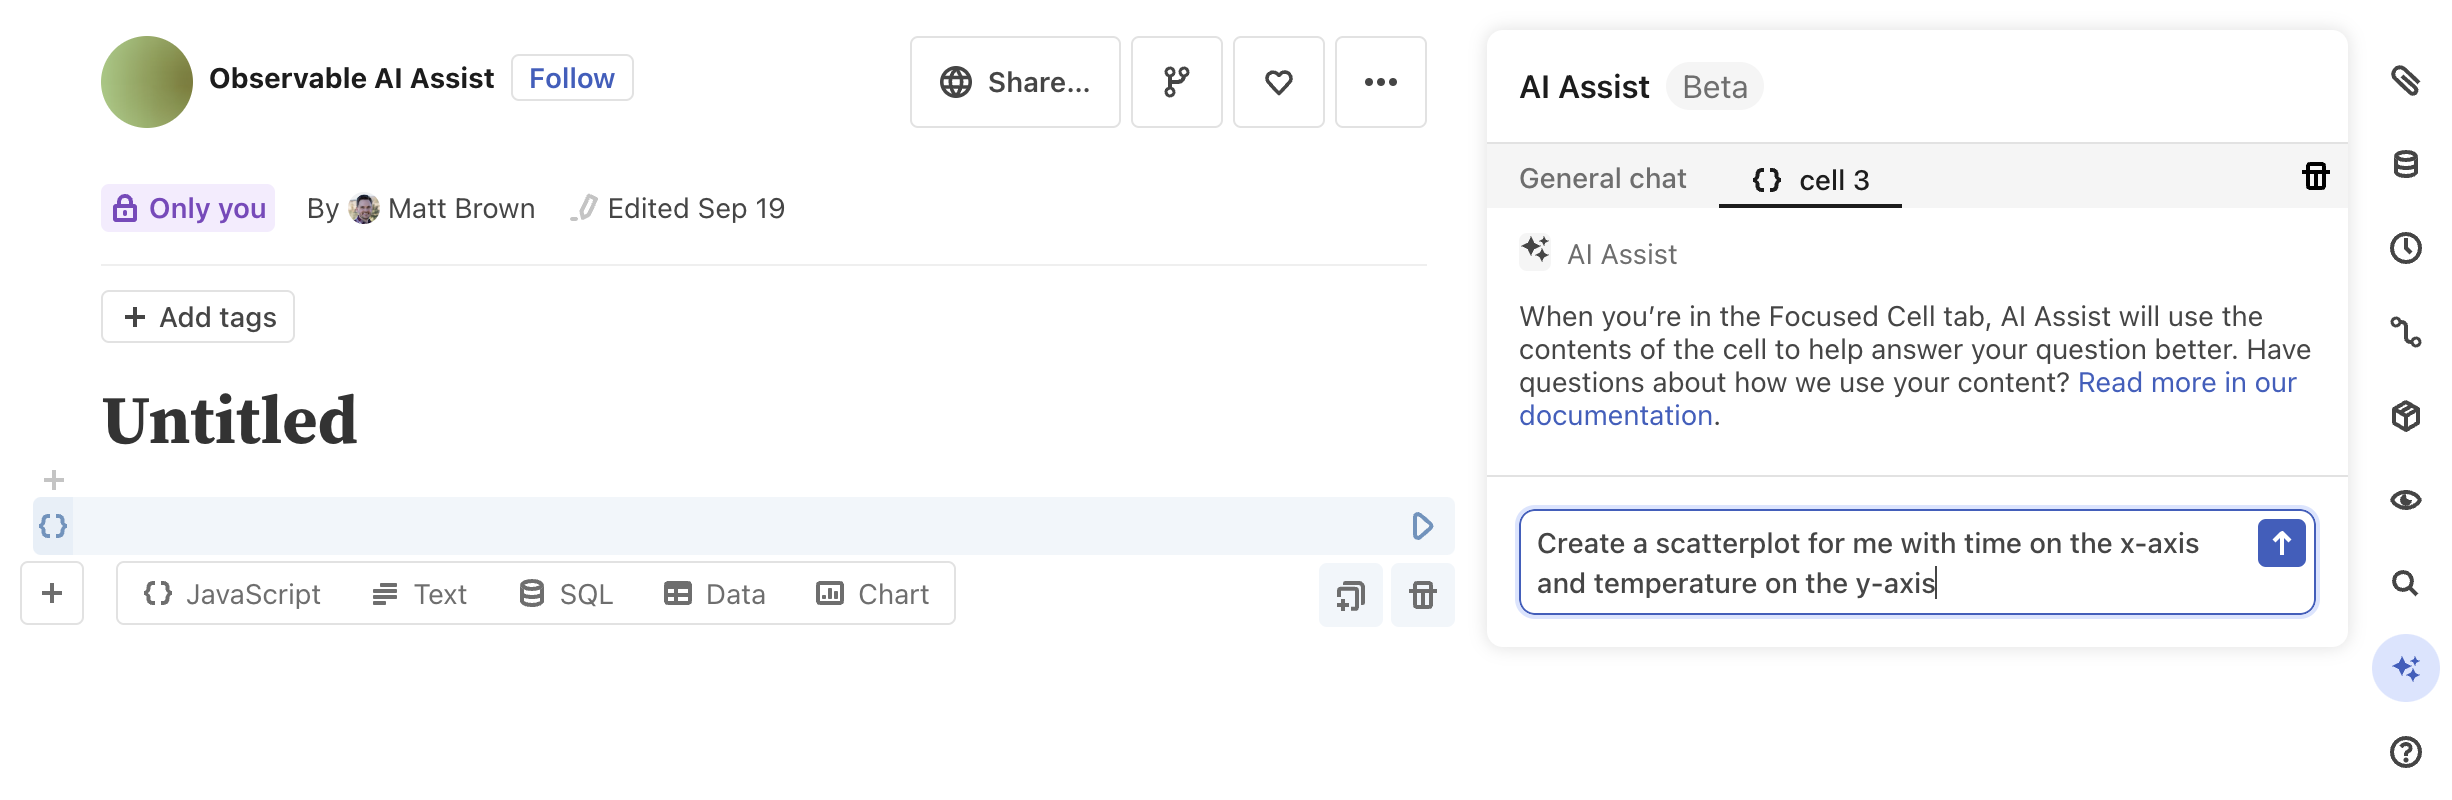 Observable AI Assist
Follow
Share...
Only you
By Matt Brown
Edited Sep 19
Add tags
Untitled
JavaScript
Text
SQL
Data
Chart
AI Assist
Beta
General chat
{} cell 3
AI Assist
When you’re in the Focused Cell tab, AI Assist will use the
contents of the cell to help answer your question better. Have
questions about how we use your content? Read more in our
documentation.
Create a scatterplot for me with time on the x-axis
and temperature on the y-axis